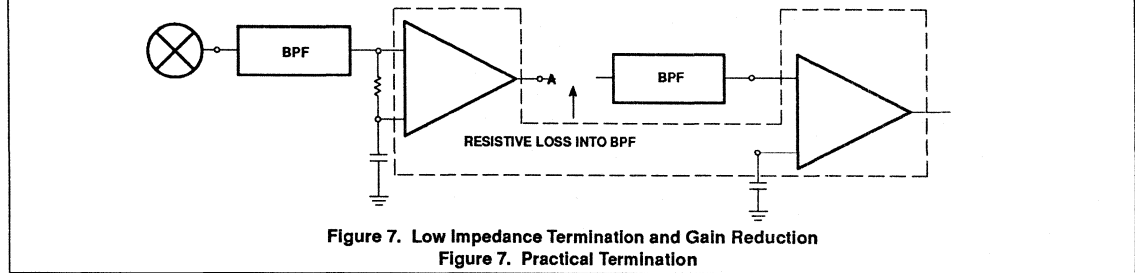 BPF
BPF
A
RESISTIVE LOSS INTO BPF
Figure 7. Low Impedance Termination and Gain Reduction
Figure 7. Practical Termination